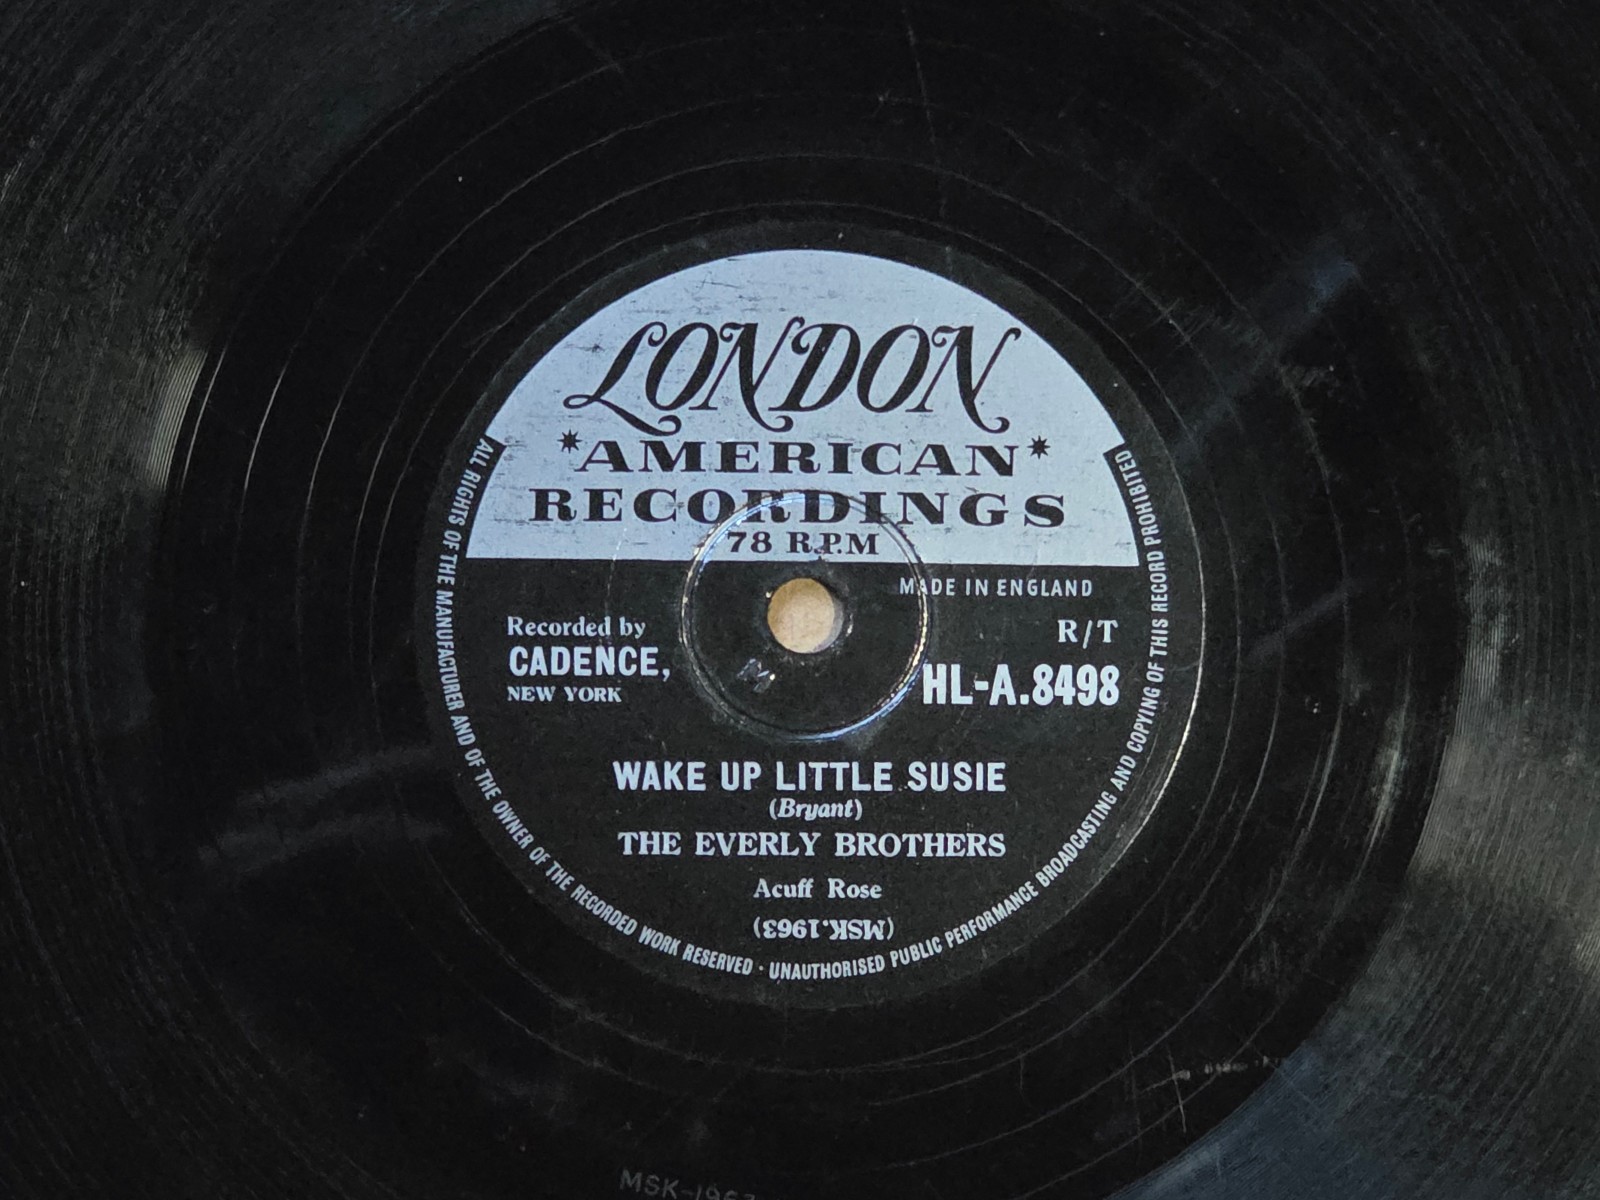 LONDON
*AMERICAN*
RECORDINGS
78 R.P.M
MADE IN ENGLAND
Recorded by
CADENCE,
NEW YORK
R/T
HL-A.8498
WAKE UP LITTLE SUSIE
(Bryant)
THE EVERLY BROTHERS
Acuff Rose
(MSK.1963)
ALL RIGHTS OF THE MANUFACTURER AND OF THE OWNER OF THE RECORDED WORK RESERVED · UNAUTHORISED PUBLIC PERFORMANCE BROADCASTING AND COPYING OF THIS RECORD PROHIBITED
M
MSK-1963